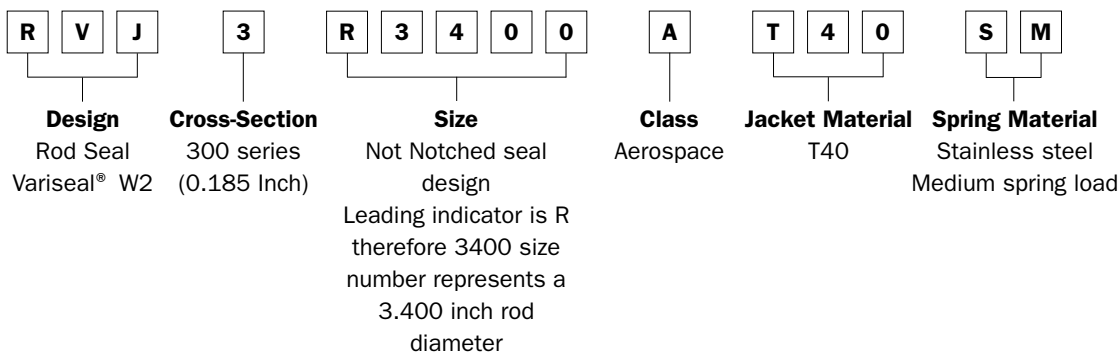 R V J 3 R 3 4 0 0 A T 4 0 S M
Design Cross-Section Size Class Jacket Material Spring Material
Rod Seal 300 series Not Notched seal Aerospace T40 Stainless steel
Variseal® W2 (0.185 Inch) design Medium spring load
Leading indicator is R
therefore 3400 size
number represents a
3.400 inch rod
diameter